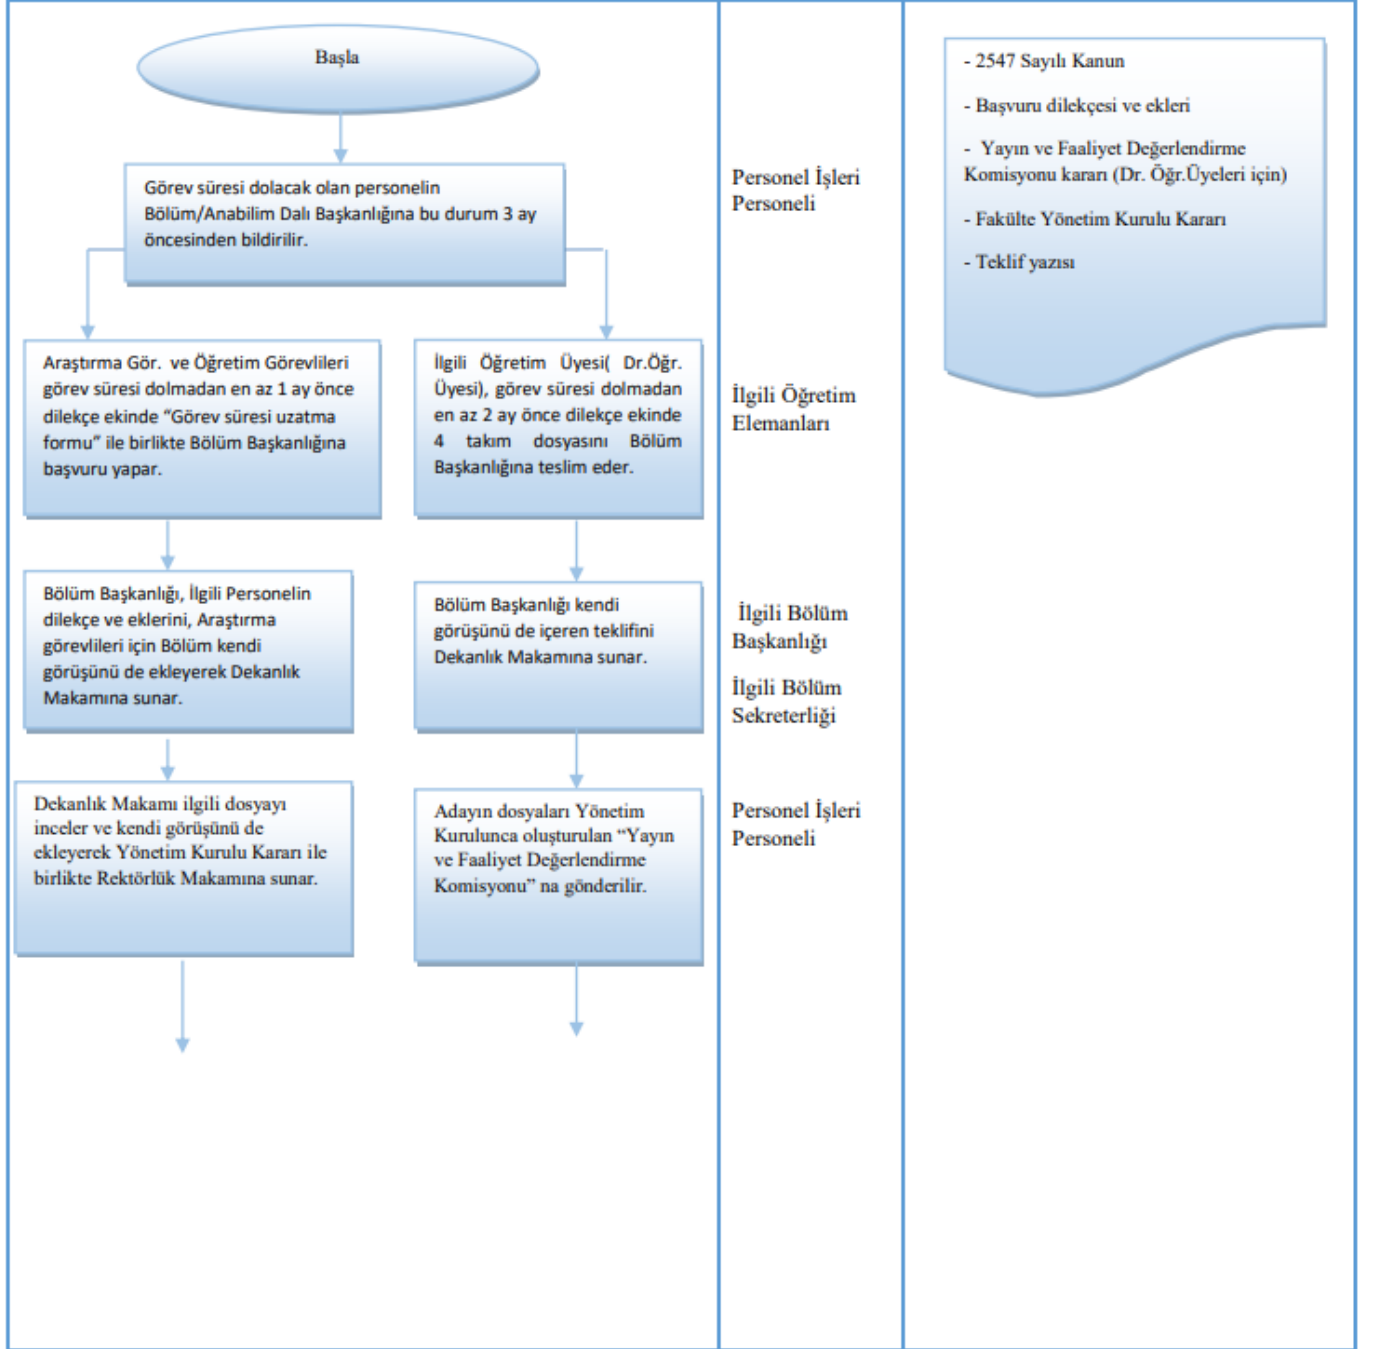 Başla
Görev süresi dolacak olan personelin
Bölüm/Anabilim Dalı Başkanlığına bu durum 3 ay
öncesinden bildirilir.
Araştırma Gör. ve Öğretim Görevlileri
görev süresi dolmadan en az 1 ay önce
dilekçe ekinde “Görev süresi uzatma
formu” ile birlikte Bölüm Başkanlığına
başvuru yapar.
İlgili Öğretim Üyesi( Dr.Öğr.
Üyesi), görev süresi dolmadan
en az 2 ay önce dilekçe ekinde
4 takım dosyasını Bölüm
Başkanlığına teslim eder.
Bölüm Başkanlığı, İlgili Personelin
dilekçe ve eklerini, Araştırma
görevlileri için Bölüm kendi
görüşünü de ekleyerek Dekanlık
Makamına sunar.
Bölüm Başkanlığı kendi
görüşünü de içeren teklifini
Dekanlık Makamına sunar.
Dekanlık Makamı ilgili dosyayı
inceler ve kendi görüşünü de
ekleyerek Yönetim Kurulu Kararı ile
birlikte Rektörlük Makamına sunar.
Adayın dosyaları Yönetim
Kurulunca oluşturulan “Yayın
ve Faaliyet Değerlendirme
Komisyonu” na gönderilir.
Personel İşleri
Personeli
İlgili Öğretim
Elemanları
İlgili Bölüm
Başkanlığı
İlgili Bölüm
Sekreterliği
Personel İşleri
Personeli
- 2547 Sayılı Kanun
- Başvuru dilekçesi ve ekleri
- Yayın ve Faaliyet Değerlendirme
Komisyonu kararı (Dr. Öğr.Üyeleri için)
- Fakülte Yönetim Kurulu Kararı
- Teklif yazısı